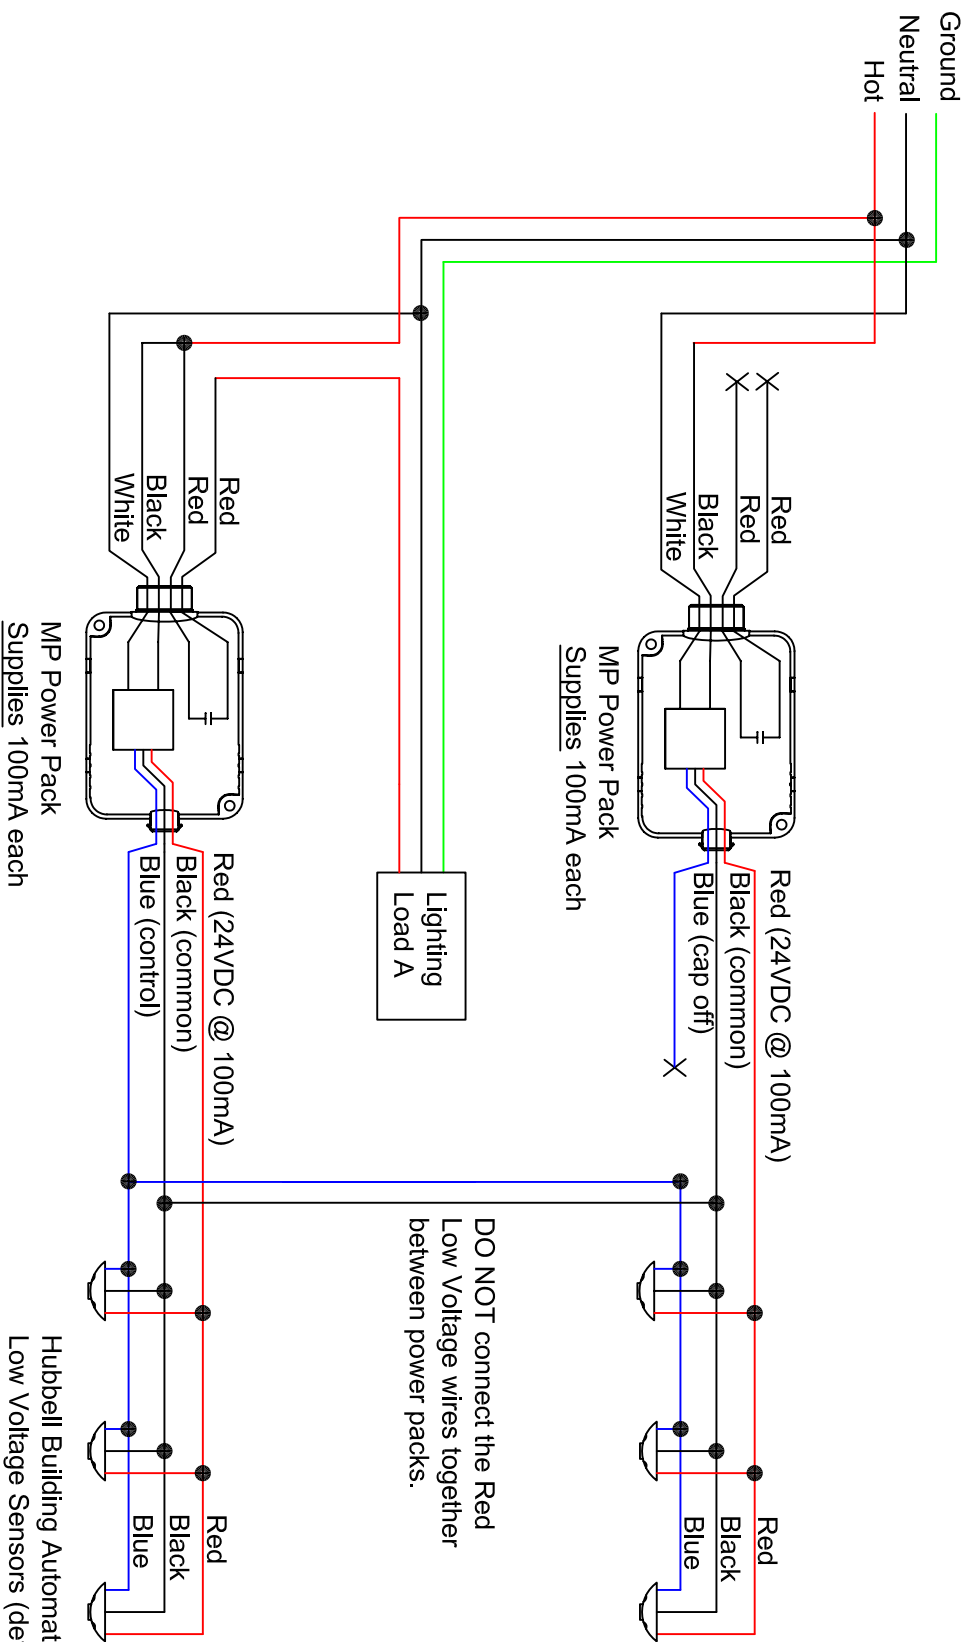 Ground
Neutral
Hot
Red
Red
Black
White
MP Power Pack
Supplies 100mA each
Red (24VDC @ 100mA)
Black (common)
Blue (cap off)
Red
Black
Blue
DO NOT connect the Red
Low Voltage wires together
between power packs.
Lighting
Load A
Red
Red
Black
White
MP Power Pack
Supplies 100mA each
Red (24VDC @ 100mA)
Black (common)
Blue (control)
Red
Black
Blue
Hubbell Building
Low Voltage Sensors